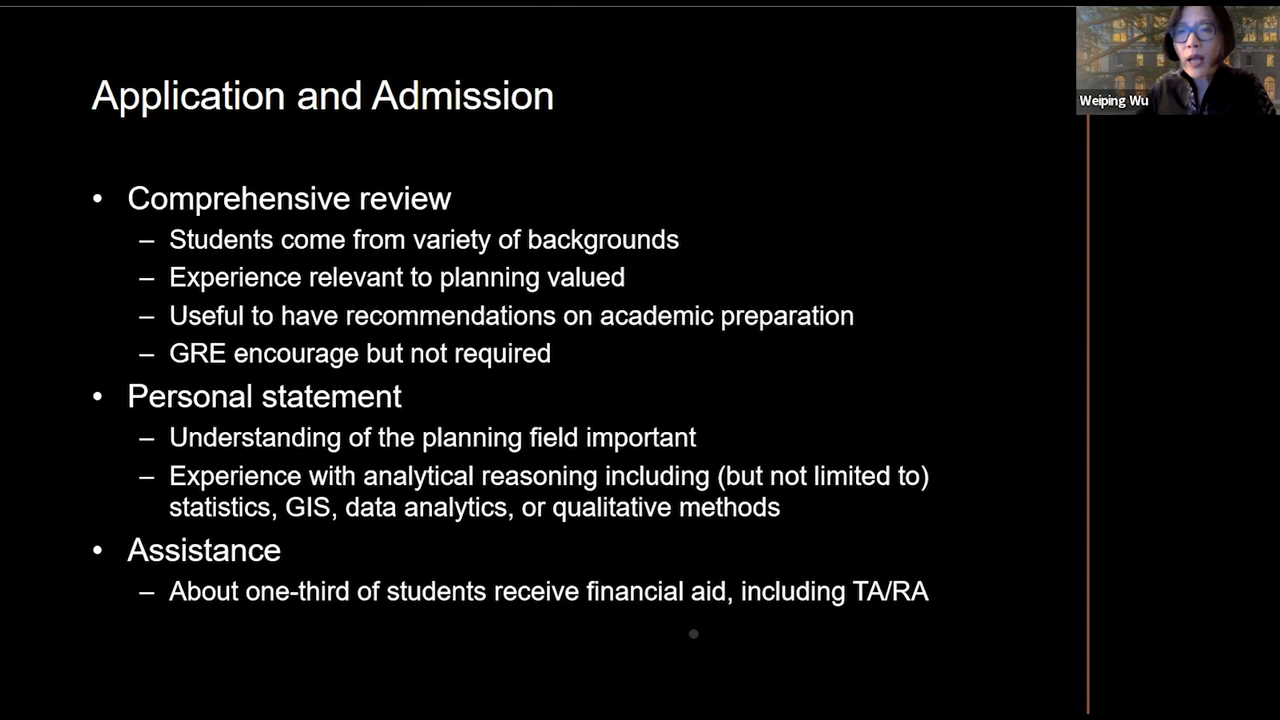 Application and Admission
Weiping Wu
• Comprehensive review
– Students come from variety of backgrounds
– Experience relevant to planning valued
– Useful to have recommendations on academic preparation
– GRE encourage but not required
• Personal statement
– Understanding of the planning field important
– Experience with analytical reasoning including (but not limited to)
statistics, GIS, data analytics, or qualitative methods
• Assistance
– About one-third of students receive financial aid, including TA/RA